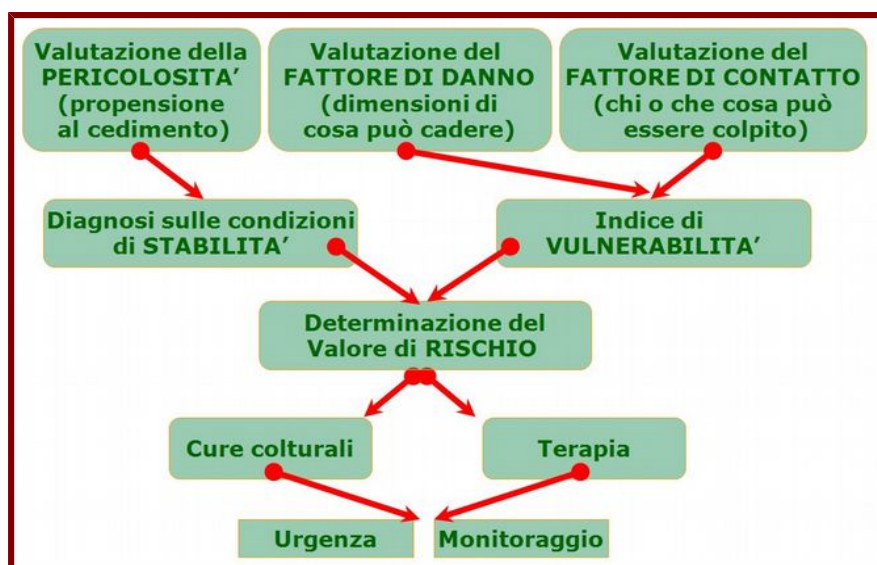 Valutazione della
PERICOLOSITA’
(propensione
al cedimento)
Valutazione del
FATTORE DI DANNO
(dimensioni di
cosa può cadere)
Valutazione del
FATTORE DI CONTATTO
(chi o che cosa può
essere colpito)
Diagnosi sulle condizioni
di STABILITA’
Indice di
VULNERABILITA’
Determinazione del
Valore di RISCHIO
Cure colturali
Terapia
Urgenza
Monitoraggio